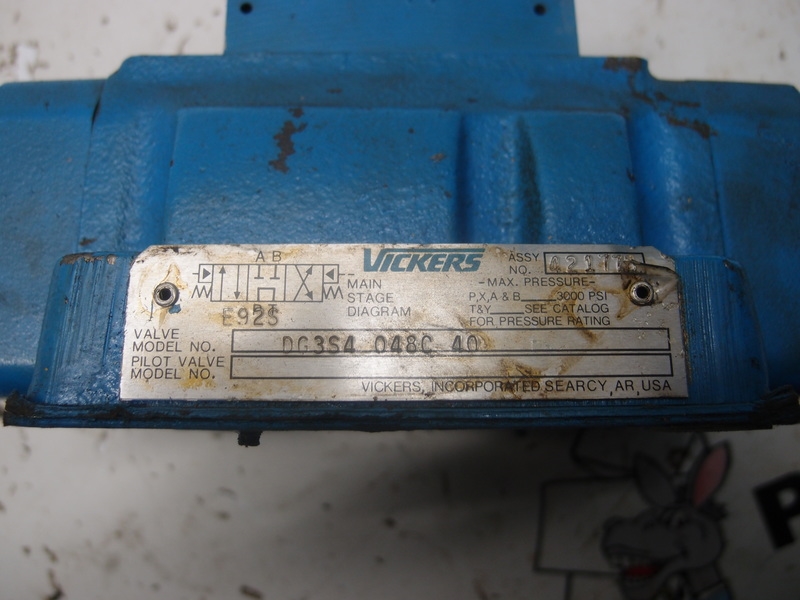 A B
VICKERS
ASSY
NO.
MAIN
STAGE
DIAGRAM
-MAX. PRESSURE-
P,X,A & B 3000 PSI
T&Y SEE CATALOG
FOR PRESSURE RATING
E92S
VALVE
MODEL NO. DG3S4 048C 40
PILOT VALVE
MODEL NO.
VICKERS, INCORPORATED, SEARCY, AR, USA
P